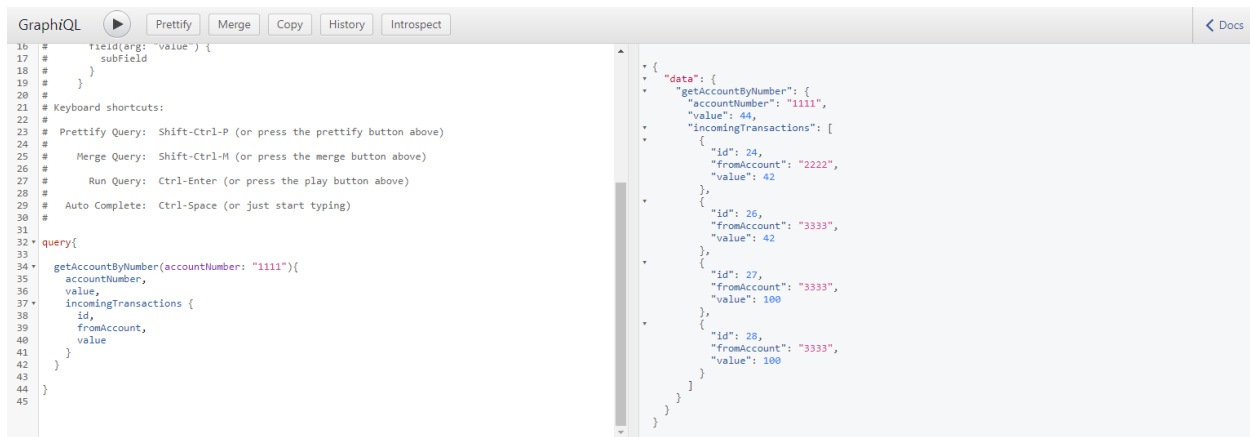 GraphiQL Prettify Merge Copy History Introspect Docs
16 # field(arg: "value") {
17 # subField
18 # }
19 # }
20 #
21 # Keyboard shortcuts:
22 #
23 # Prettify Query: Shift-Ctrl-P (or press the prettify button above)
24 #
25 # Merge Query: Shift-Ctrl-M (or press the merge button above)
26 #
27 # Run Query: Ctrl-Enter (or press the play button above)
28 #
29 # Auto Complete: Ctrl-Space (or just start typing)
30 #
31
32 query{
33
34 getAccountByNumber(accountNumber: "1111"){
35 accountNumber,
36 value,
37 incomingTransactions {
38 id,
39 fromAccount,
40 value
41 }
42 }
43
44 }
45
{
"data": {
"getAccountByNumber": {
"accountNumber": "1111",
"value": 44,
"incomingTransactions": [
{
"id": 24,
"fromAccount": "2222",
"value": 42
},
{
"id": 26,
"fromAccount": "3333",
"value": 42
},
{
"id": 27,
"fromAccount": "3333",
"value": 100
},
{
"id": 28,
"fromAccount": "3333",
"value": 100
}
]
}
}
}